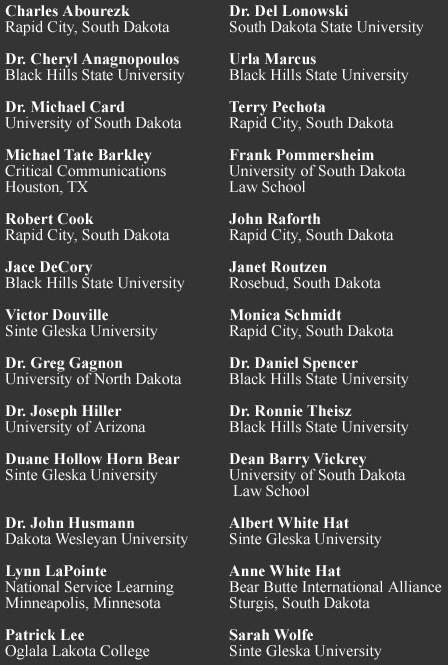 Charles Abourezk
Rapid City, South Dakota
Dr. Cheryl Anagnopoulos
Black Hills State University
Dr. Michael Card
University of South Dakota
Michael Tate Barkley
Critical Communications
Houston, TX
Robert Cook
Rapid City, South Dakota
Jace DeCory
Black Hills State University
Victor Douville
Sinte Gleska University
Dr. Greg Gagnon
University of North Dakota
Dr. Joseph Hiller
University of Arizona
Duane Hollow Horn Bear
Sinte Gleska University
Dr. John Husmann
Dakota Wesleyan University
Lynn LaPointe
National Service Learning
Minneapolis, Minnesota
Patrick Lee
Oglala Lakota College
Dr. Del Lonowski
South Dakota State University
Urla Marcus
Black Hills State University
Terry Pechota
Rapid City, South Dakota
Frank Pommersheim
University of South Dakota
Law School
John Raforth
Rapid City, South Dakota
Janet Routzen
Rosebud, South Dakota
Monica Schmidt
Rapid City, South Dakota
Dr. Daniel Spencer
Black Hills State University
Dr. Ronnie Theisz
Black Hills State University
Dean Barry Vickrey
University of South Dakota
Law School
Albert White Hat
Sinte Gleska University
Anne White Hat
Bear Butte International Alliance
Sturgis, South Dakota
Sarah Wolfe
Sinte Gleska University